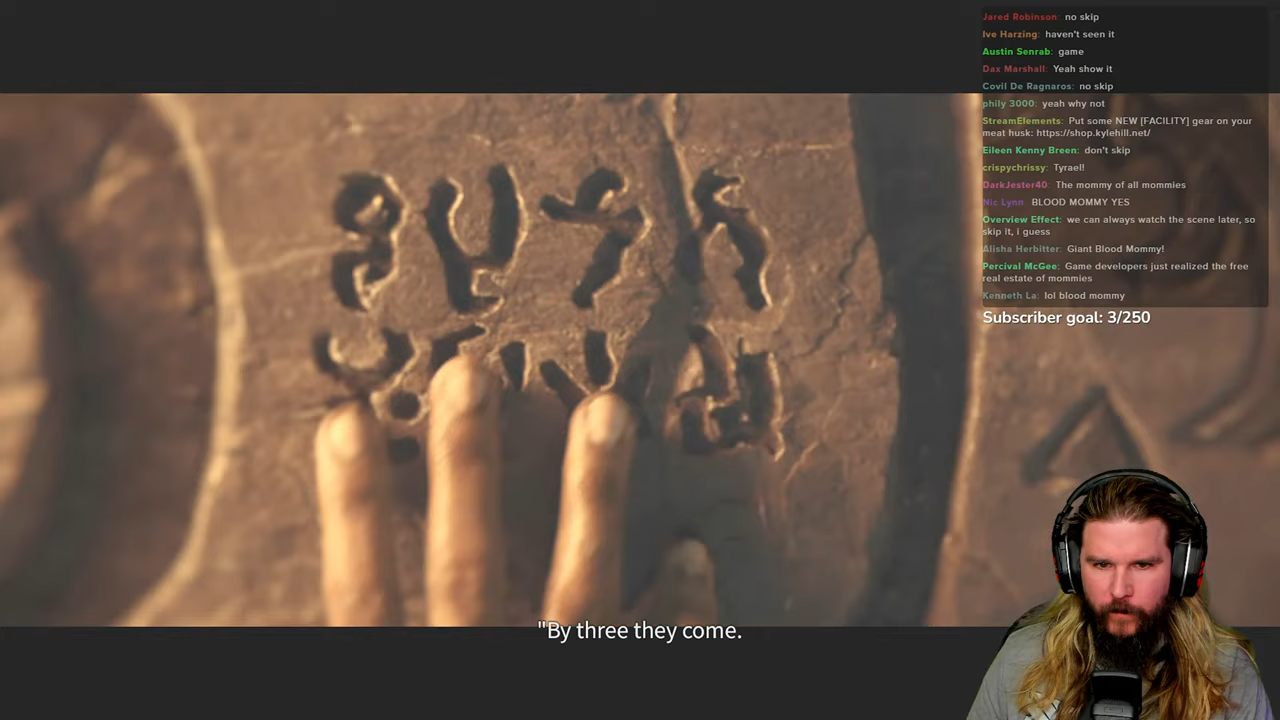 Jared Robinson: no skip
Ive Harzing: haven't seen it
Austin Senrab: game
Dax Marshall: Yeah show it
Covil De Ragnaros: no skip
phily 3000: yeah why not
StreamElements: Put some NEW [FACILITY] gear on your
meat husk: https://shop.kylehill.net/
Eileen Kenny Breen: don't skip
crispychrissy: Tyrael!
DarkJester40: The mommy of all mommies
Nic Lynn: BLOOD MOMMY YES
Overview Effect: we can always watch the scene later, so
skip it, i guess
Alisha Herbitter: Giant Blood Mommy!
Percival McGee: Game developers just realized the free
real estate of mommies
Kenneth La: lol blood mommy
Subscriber goal: 3/250
"By three they come.